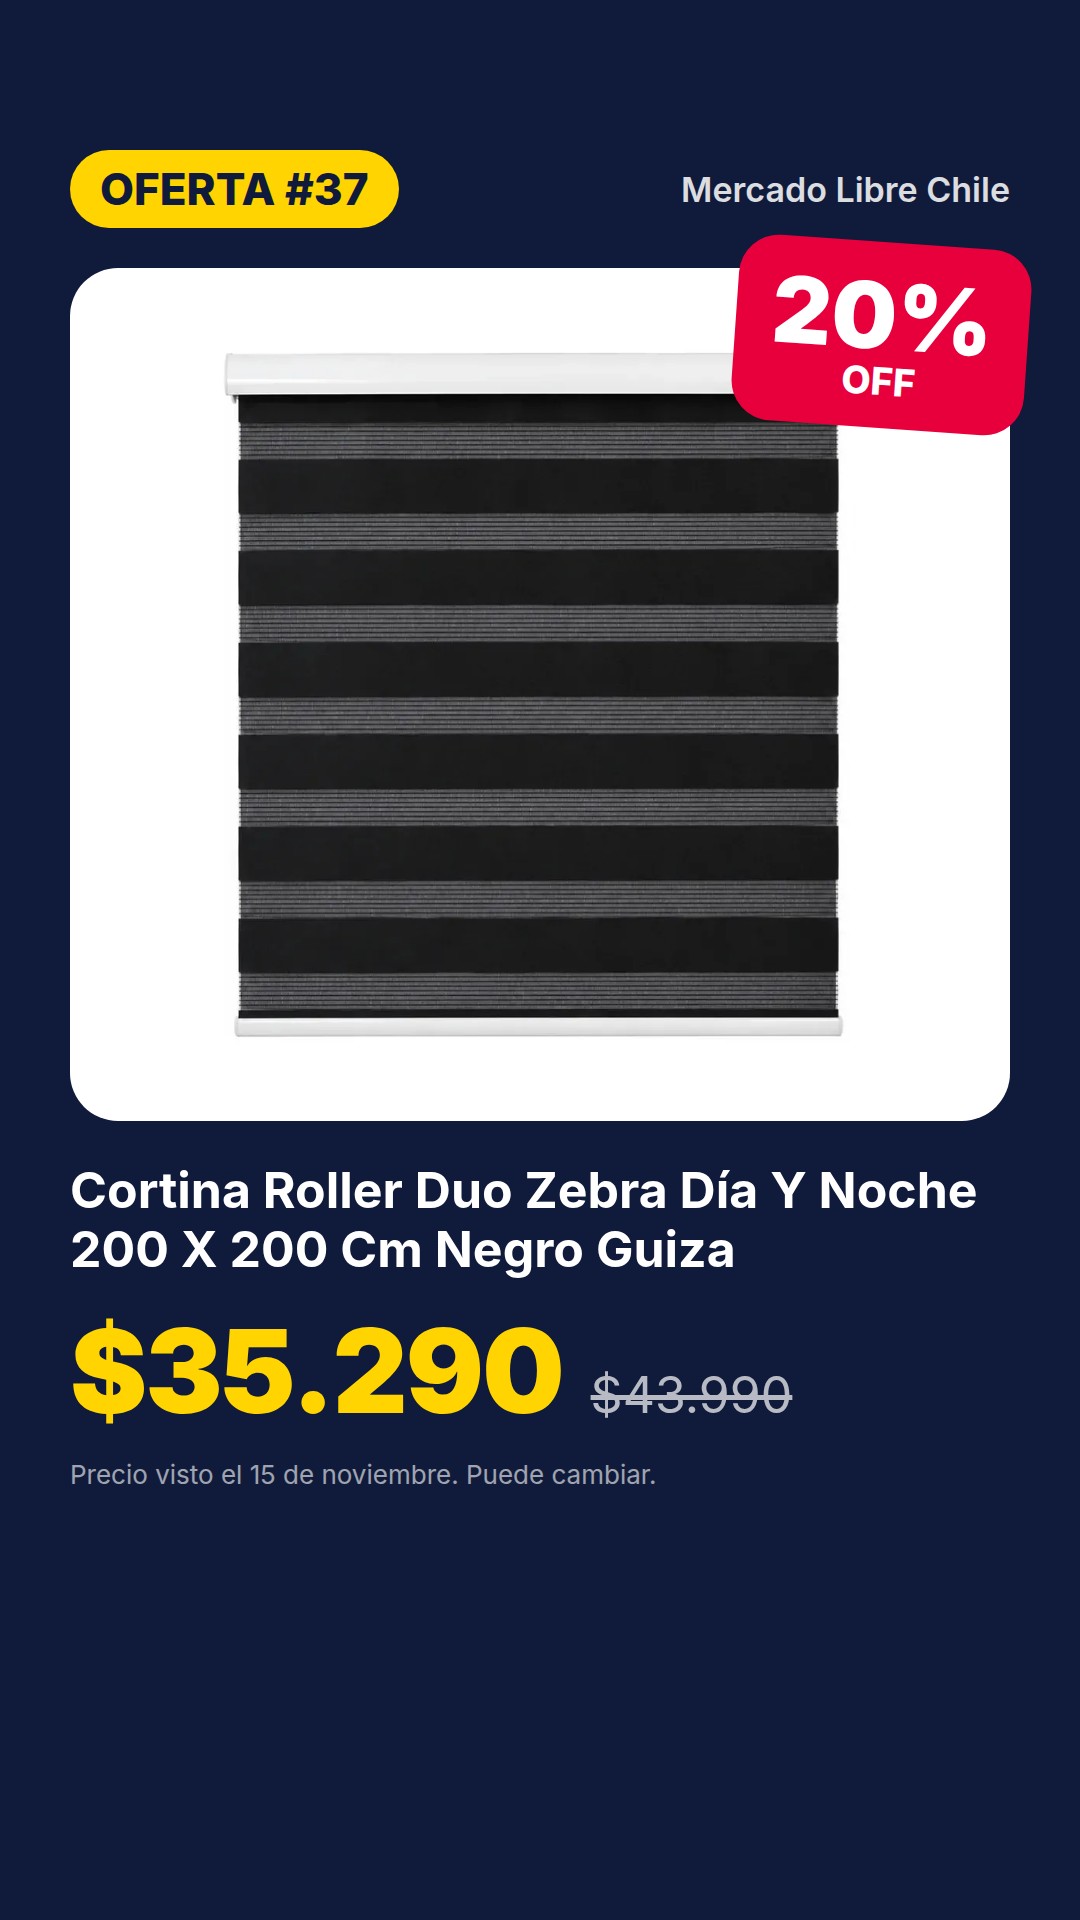 OFERTA #37
Mercado Libre Chile
20%
OFF
Cortina Roller Duo Zebra Día Y Noche
200 X 200 Cm Negro Guiza
$35.290 $43.990
Precio visto el 15 de noviembre. Puede cambiar.